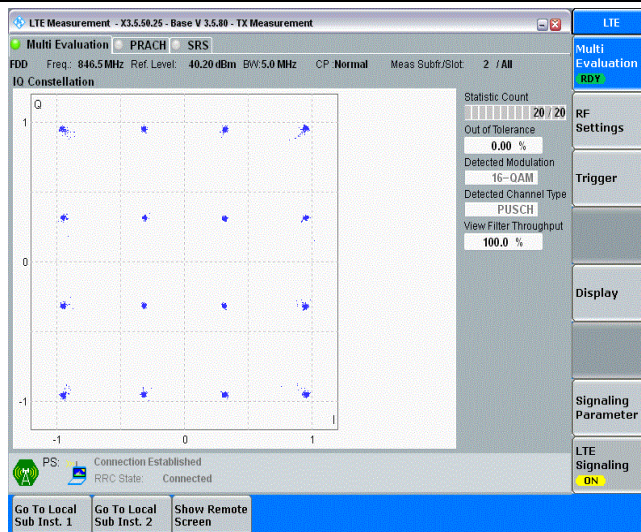 LTE Measurement - X3.5.50.25 - Base V 3.5.80 - TX Measurement
LTE
Multi Evaluation PRACH SRS
FDD Freq.: 846.5 MHz Ref. Level: 40.20 dBm BW: 5.0 MHz CP : Normal Meas Subfr./Slot: 2 / All
IQ Constellation
Q
1
0
-1
-1 0 1
I
Statistic Count
20 / 20
Out of Tolerance
0.00 %
Detected Modulation
16-QAM
Detected Channel Type
PUSCH
View Filter Throughput
100.0 %
Multi
Evaluation
RDY
RF
Settings
Trigger
Display
Signaling
Parameter
LTE
Signaling
ON
PS: Connection Established
RRC State: Connected
Go To Local
Sub Inst. 1
Go To Local
Sub Inst. 2
Show Remote
Screen